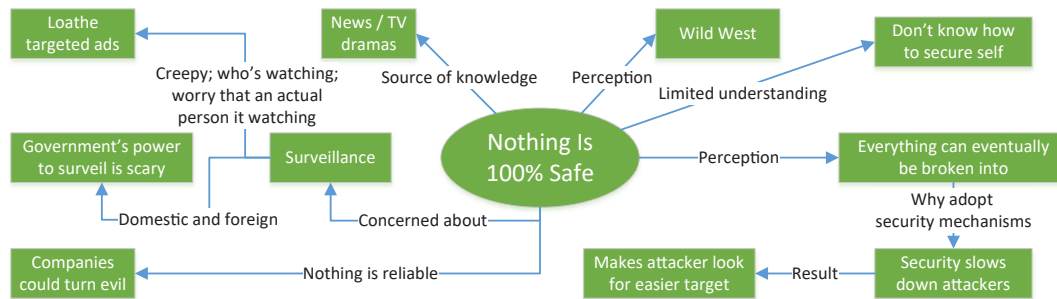 Loathe
targeted ads
News / TV
dramas
Wild West
Don't know how
to secure self
Source of knowledge
Perception
Limited understanding
Creepy; who's watching;
worry that an actual
person it watching
Government's power
to surveil is scary
Surveillance
Nothing Is
100% Safe
Perception
Everything can eventually
be broken into
Domestic and foreign
Concerned about
Why adopt
security mechanisms
Companies
could turn evil
Nothing is reliable
Makes attacker look
for easier target
Result
Security slows
down attackers